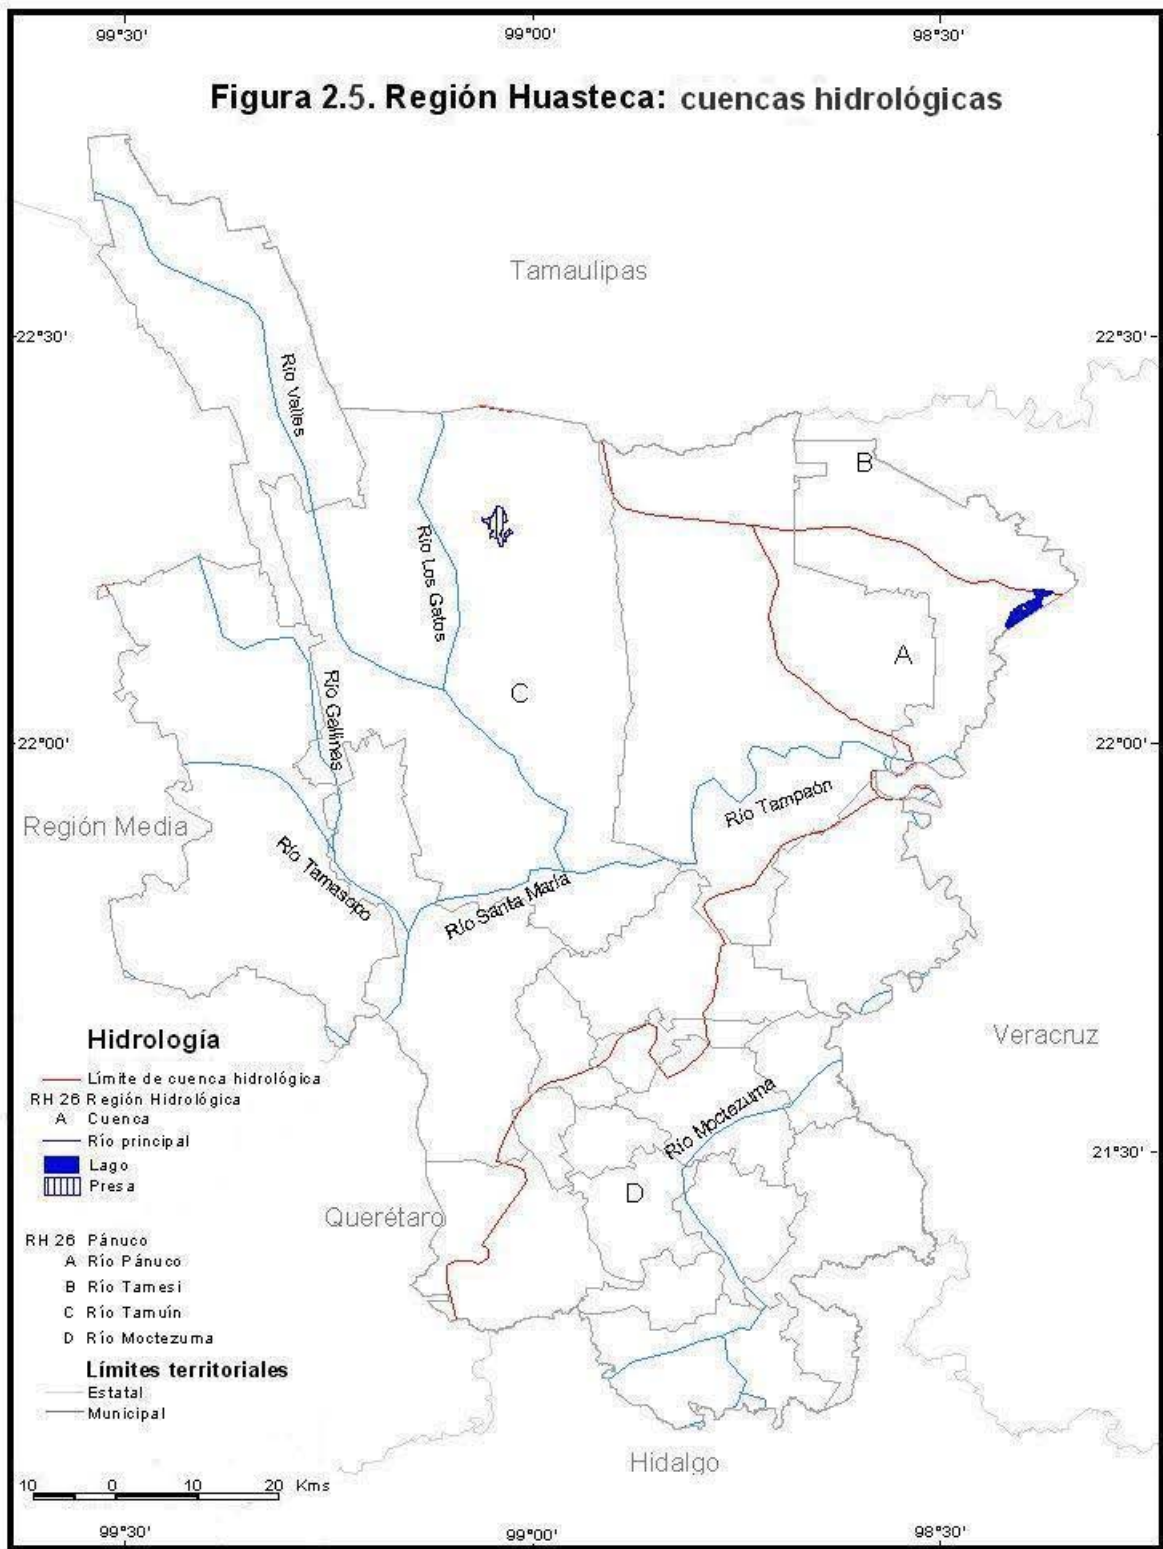 99°30'
99°00'
98°30'
Figura 2.5. Región Huasteca: cuencas hidrológicas
Tamaulipas
22°30'
22°30'
Río Valles
B
Río Los Gatos
A
Río Gallinas
C
22°00'
22°00'
Río Tampaón
Región Media
Río Tamasopo
Río Santa María
Veracruz
Hidrología
Límite de cuenca hidrológica
RH 26 Región Hidrológica
A Cuenca
Río principal
Lago
Presa
Río Moctezuma
21°30'
D
Querétaro
RH 26 Pánuco
A Río Pánuco
B Río Tamesi
C Río Tamuín
D Río Moctezuma
Límites territoriales
Estatal
Municipal
Hidalgo
10 0 10 20 Kms
99°30'
99°00'
98°30'